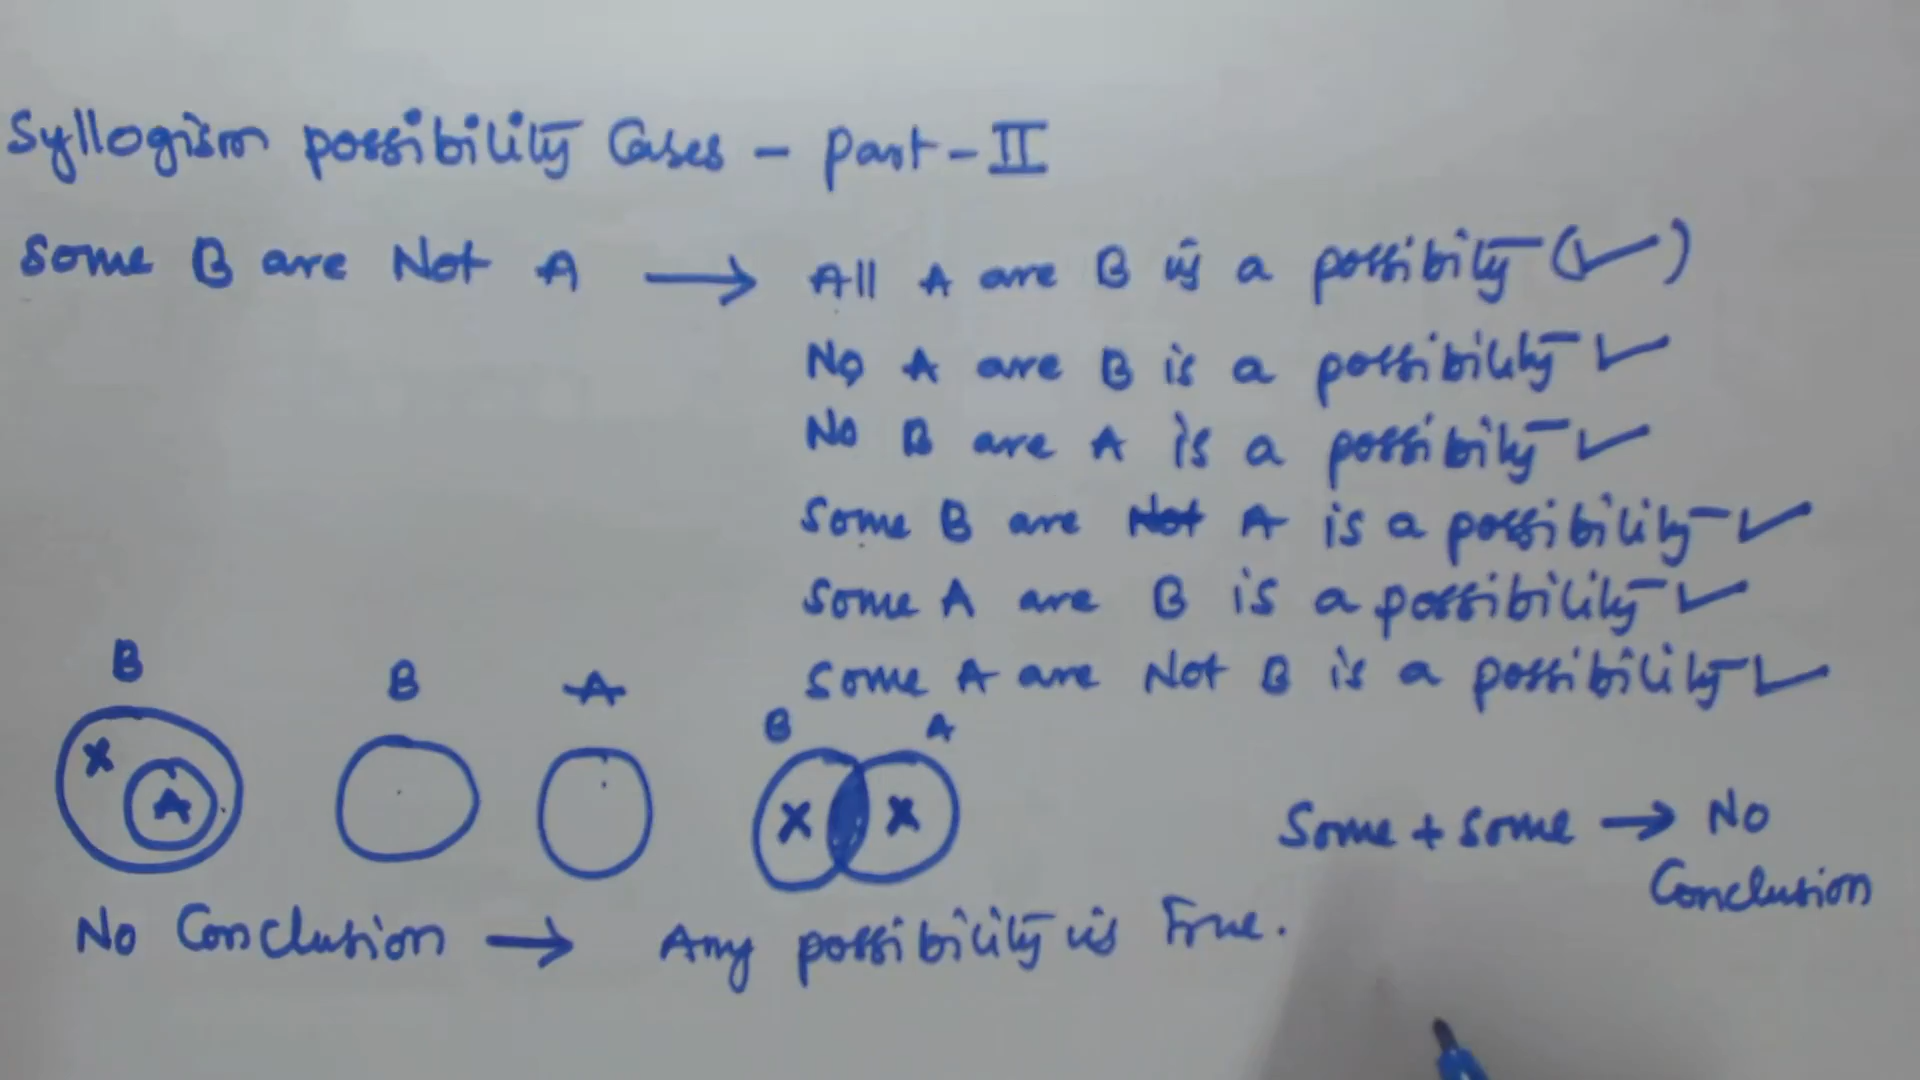 Syllogism possibility Cases - part-II
Some B are Not A → All A are B is a possibility (✓)
No A are B is a possibility ✓
No B are A is a possibility ✓
Some B are Not A is a possibility ✓
Some A are B is a possibility ✓
Some A are Not B is a possibility ✓
B B A B A
X A X X
Some + some → No
Conclusion
No Conclusion → Any possibility is True.